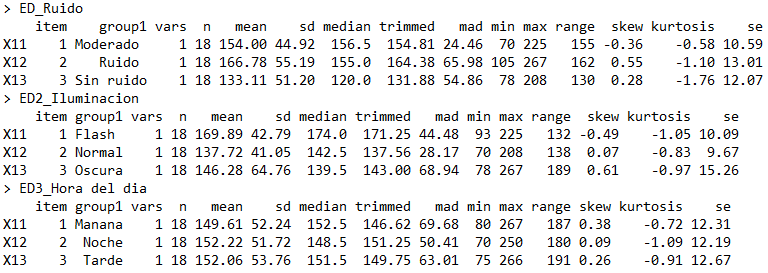 > ED_Ruido
item group1 vars n mean sd median trimmed mad min max range skew kurtosis se
X11 1 Moderado 1 18 154.00 44.92 156.5 154.81 24.46 70 225 155 -0.36 -0.58 10.59
X12 2 Ruido 1 18 166.78 55.19 155.0 164.38 65.98 105 267 162 0.55 -1.10 13.01
X13 3 Sin ruido 1 18 133.11 51.20 120.0 131.88 54.86 78 208 130 0.28 -1.76 12.07
> ED2_Iluminacion
item group1 vars n mean sd median trimmed mad min max range skew kurtosis se
X11 1 Flash 1 18 169.89 42.79 174.0 171.25 44.48 93 225 132 -0.49 -1.05 10.09
X12 2 Normal 1 18 137.72 41.05 142.5 137.56 28.17 70 208 138 0.07 -0.83 9.67
X13 3 Oscura 1 18 146.28 64.76 139.5 143.00 68.94 78 267 189 0.61 -0.97 15.26
> ED3_Hora del dia
item group1 vars n mean sd median trimmed mad min max range skew kurtosis se
X11 1 Manana 1 18 149.61 52.24 152.5 146.62 69.68 80 267 187 0.38 -0.72 12.31
X12 2 Noche 1 18 152.22 51.72 148.5 151.25 50.41 70 250 180 0.09 -1.09 12.19
X13 3 Tarde 1 18 152.06 53.76 151.5 149.75 63.01 75 266 191 0.26 -0.91 12.67